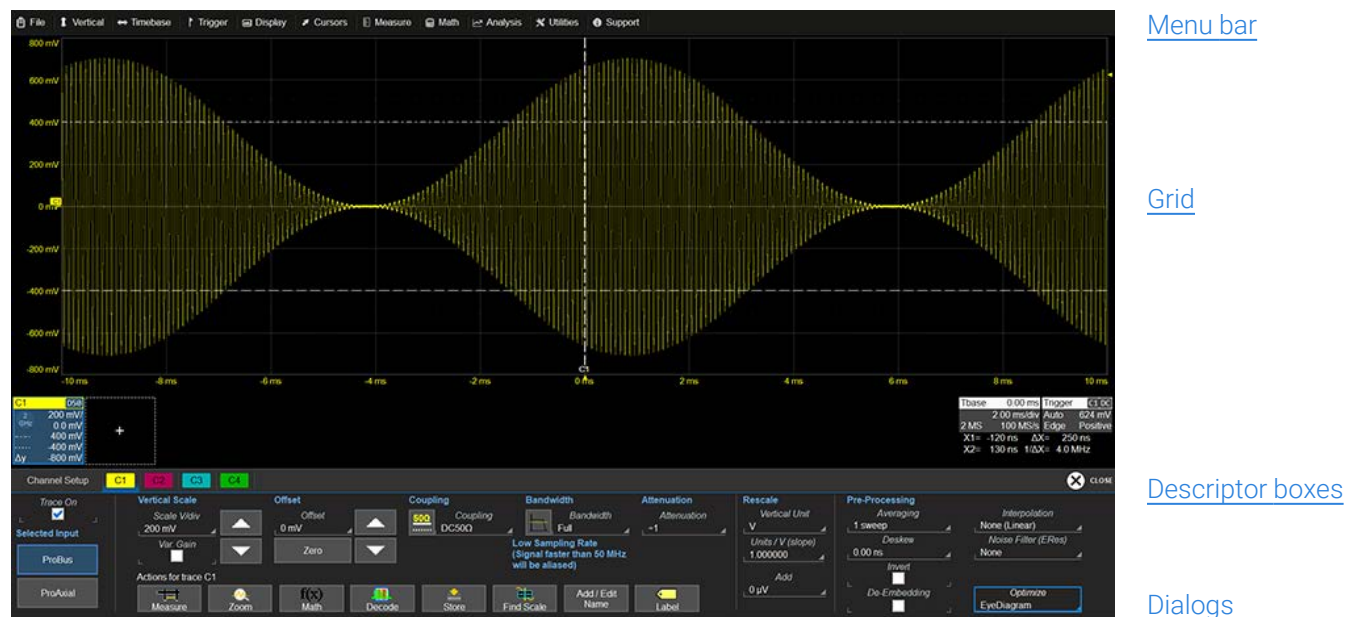 File Vertical Timebase Trigger Display Cursors Measure Math Analysis Utilities Support
Menu bar
800 mV
600 mV
400 mV
200 mV
C1
0 mV
-200 mV
-400 mV
-600 mV
-800 mV
Grid
C1
-10 ms -8 ms -6 ms -4 ms -2 ms 0 ms 2 ms 4 ms 6 ms 8 ms 10 ms
C1 D50
2 GHz
200 mV/
0.0 mV
400 mV
-400 mV
Δy -800 mV
+
Tbase 0.00 ms Trigger C1 DC
2.00 ms/div Auto 624 mV
2 MS 100 MS/s Edge Positive
X1= -120 ns ΔX= 250 ns
X2= 130 ns 1/ΔX= 4.0 MHz
Descriptor boxes
Channel Setup C1 C2 C3 C4 CLOSE
Trace On
Selected Input
ProBus
ProAxial
Vertical Scale
Scale V/div
200 mV
Var. Gain
Offset
Offset
0 mV
Zero
Coupling
Coupling
50Ω
DC50Ω
Bandwidth
Bandwidth
Full
Low Sampling Rate
(Signal faster than 50 MHz
will be aliased)
Attenuation
Attenuation
÷1
Actions for trace C1
Measure
Zoom
f(x)
Math
Decode
Store
Find Scale
Add / Edit
Name
Label
Rescale
Vertical Unit
V
Units / V (slope)
1.000000
Add
0 µV
Pre-Processing
Averaging
1 sweep
Deskew
0.00 ns
Invert
De-Embedding
Interpolation
None (Linear)
Noise Filter (ERes)
None
Optimize
EyeDiagram
Dialogs